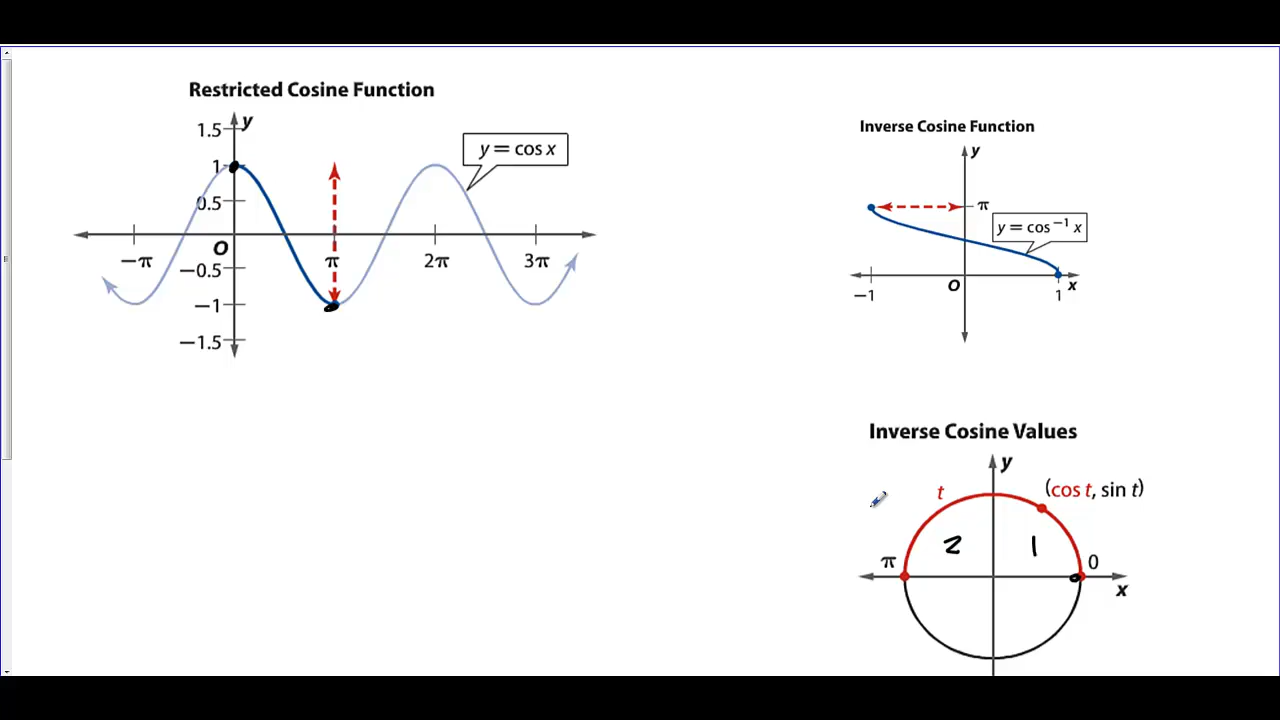 Restricted Cosine Function
y
1.5
1
0.5
O
−0.5
−1
−1.5
−π
π
2π
3π
y = cos x
Inverse Cosine Function
y
π
y = cos⁻¹ x
O
−1
1
x
Inverse Cosine Values
y
t
(cos t, sin t)
2
1
π
0
x